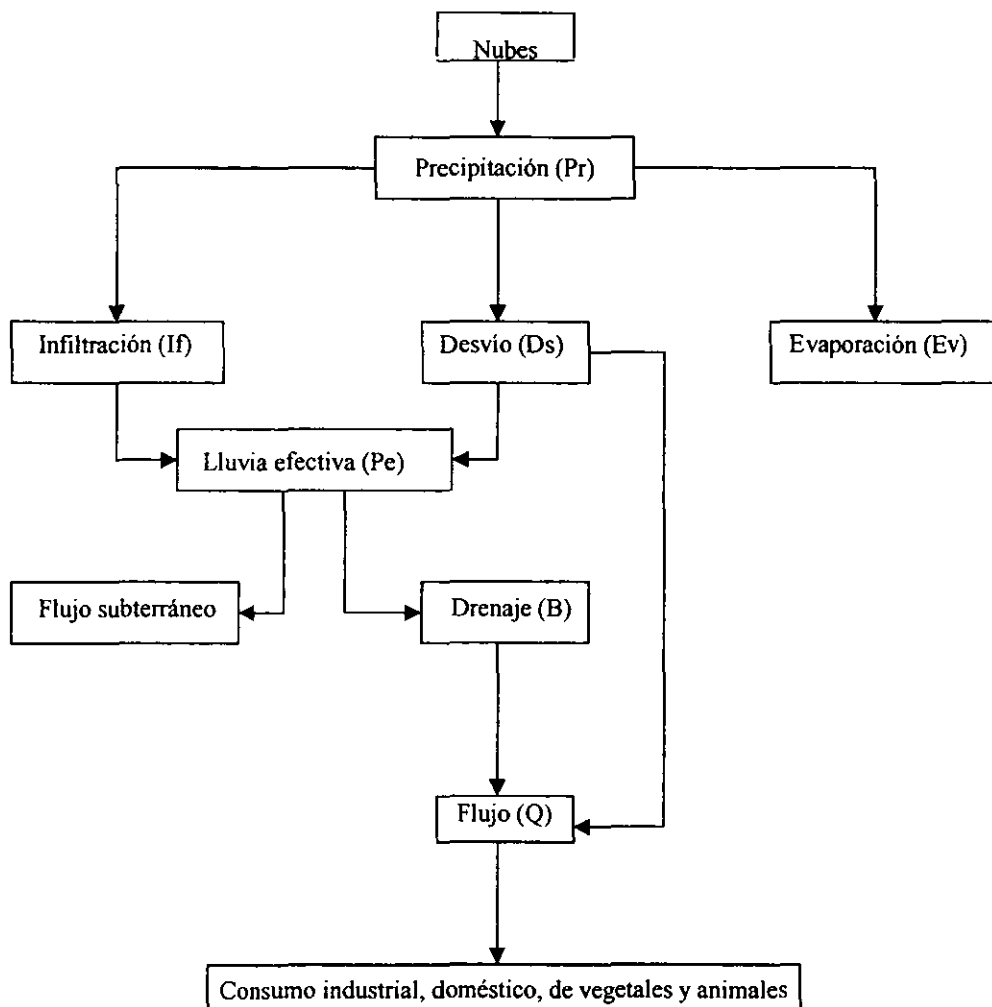 Nubes
Precipitación (Pr)
Infiltración (If)
Desvío (Ds)
Evaporación (Ev)
Lluvia efectiva (Pe)
Flujo subterráneo
Drenaje (B)
Flujo (Q)
Consumo industrial, doméstico, de vegetales y animales